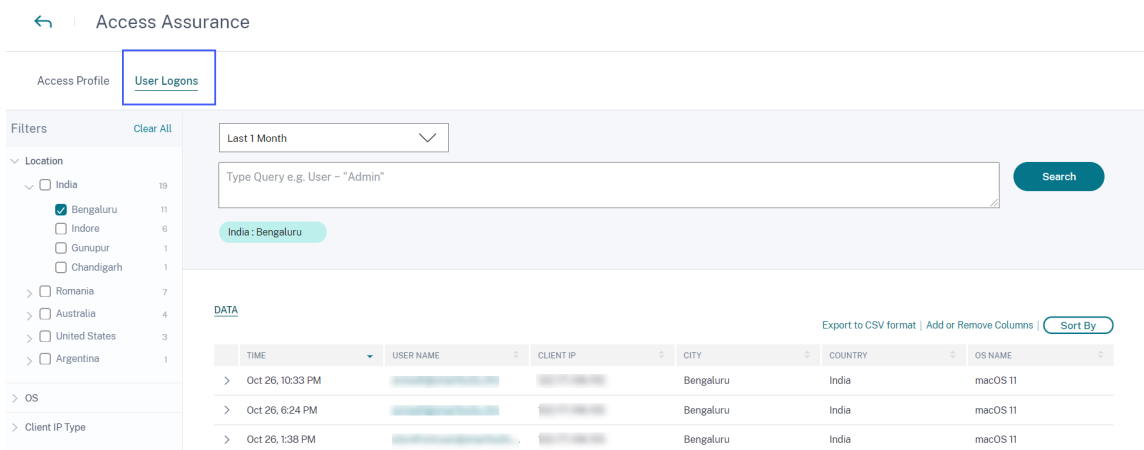 Access Assurance
Access Profile
User Logons
Filters
Clear All
Location
India 19
Bengaluru 11
Indore 6
Gunupur 1
Chandigarh 1
Romania 7
Australia 4
United States 3
Argentina 1
OS
Client IP Type
Last 1 Month
Type Query e.g. User ~ "Admin"
Search
India : Bengaluru
DATA
Export to CSV format | Add or Remove Columns | Sort By
TIME USER NAME CLIENT IP CITY COUNTRY OS NAME
Oct 26, 10:33 PM Bengaluru India macOS 11
Oct 26, 6:24 PM Bengaluru India macOS 11
Oct 26, 1:38 PM Bengaluru India macOS 11